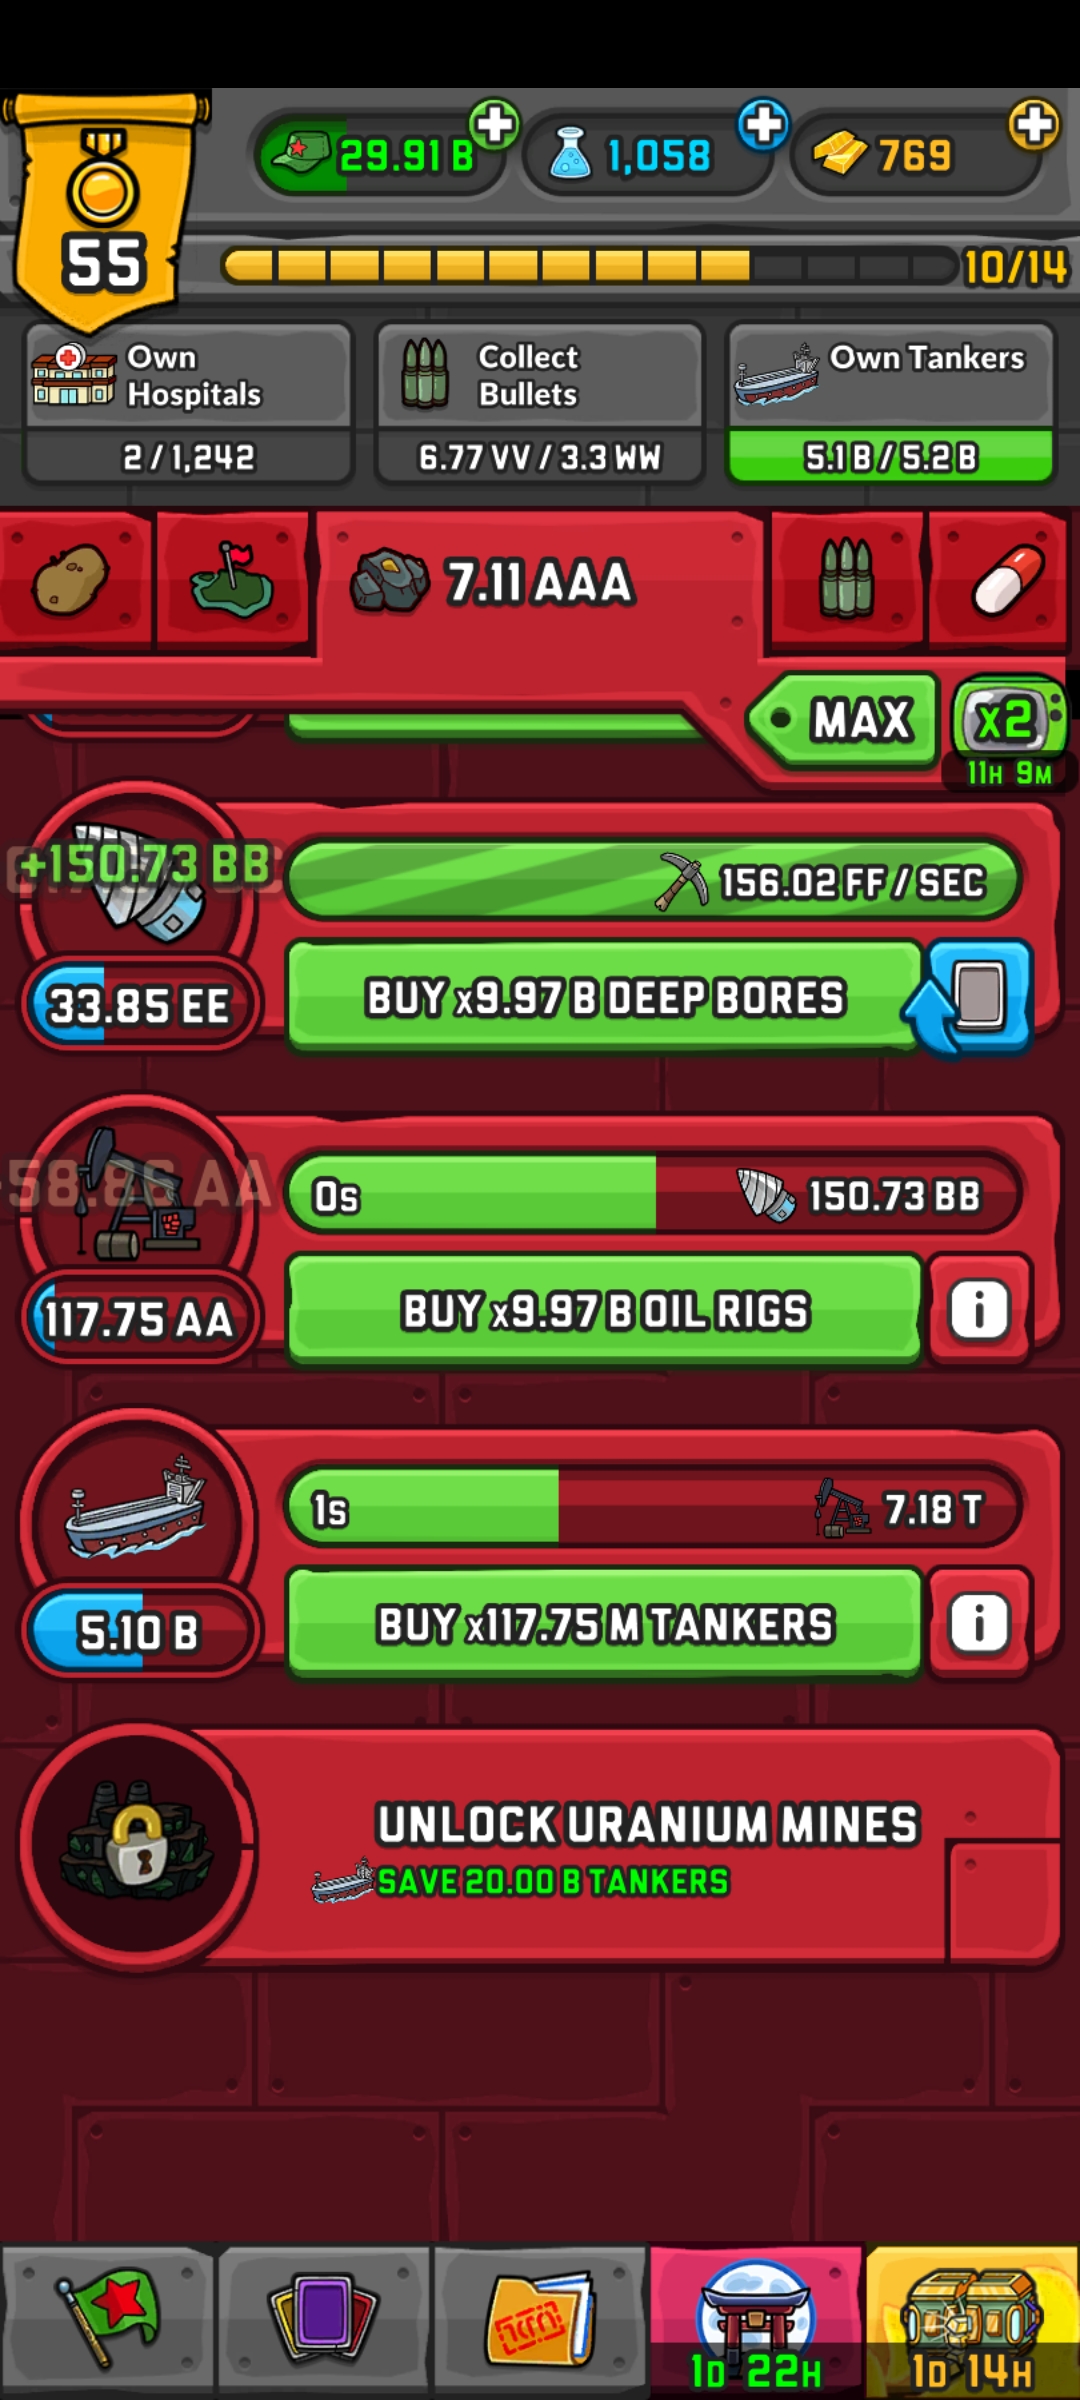 29.91 B
1,058
769
55
10/14
Own
Hospitals
2 / 1,242
Collect
Bullets
6.77 VV / 3.3 WW
Own Tankers
5.1 B / 5.2 B
7.11 AAA
MAX
x2
11H 9M
+150.73 BB
156.02 FF / SEC
33.85 EE
BUY x9.97 B DEEP BORES
58.86 AA
0s
150.73 BB
117.75 AA
BUY x9.97 B OIL RIGS
i
1s
7.18 T
5.10 B
BUY x117.75 M TANKERS
i
UNLOCK URANIUM MINES
SAVE 20.00 B TANKERS
1D 22H
1D 14H